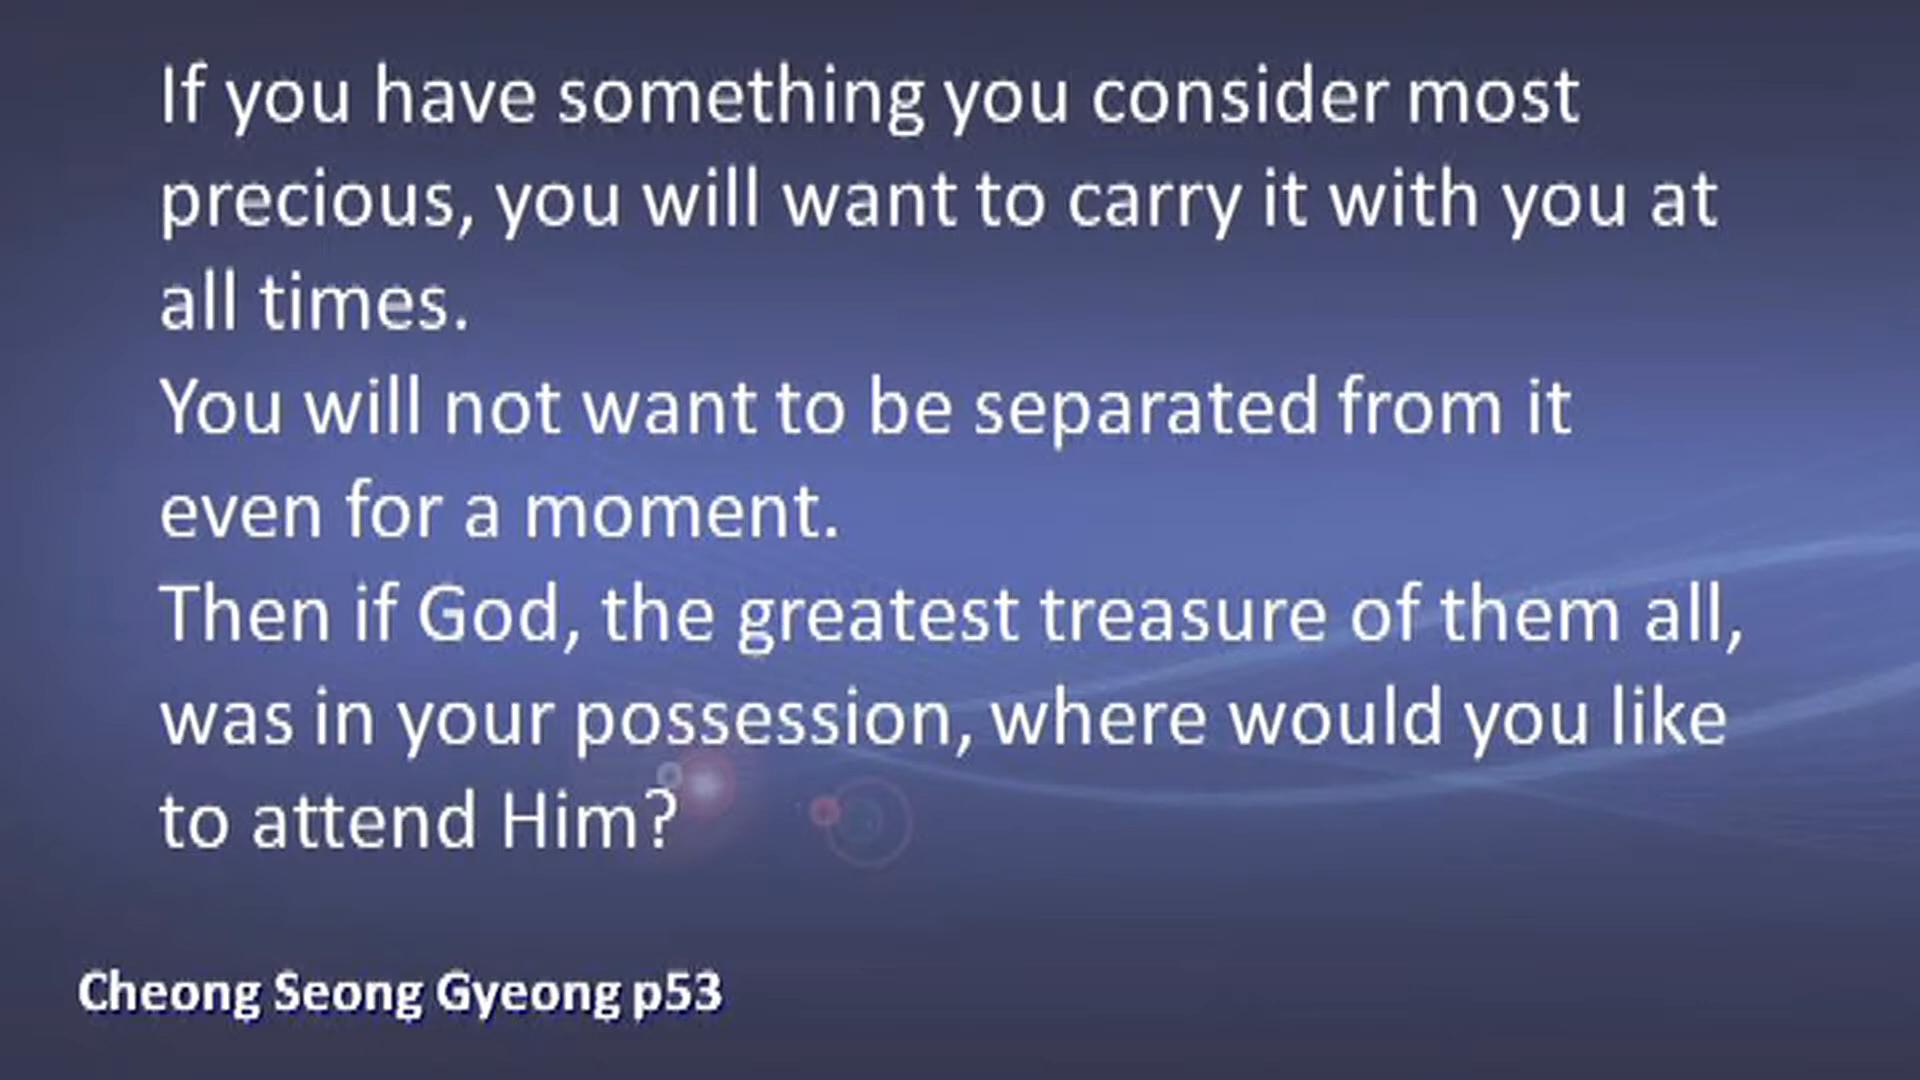 If you have something you consider most
precious, you will want to carry it with you at
all times.
You will not want to be separated from it
even for a moment.
Then if God, the greatest treasure of them all,
was in your possession, where would you like
to attend Him?
Cheong Seong Gyeong p53